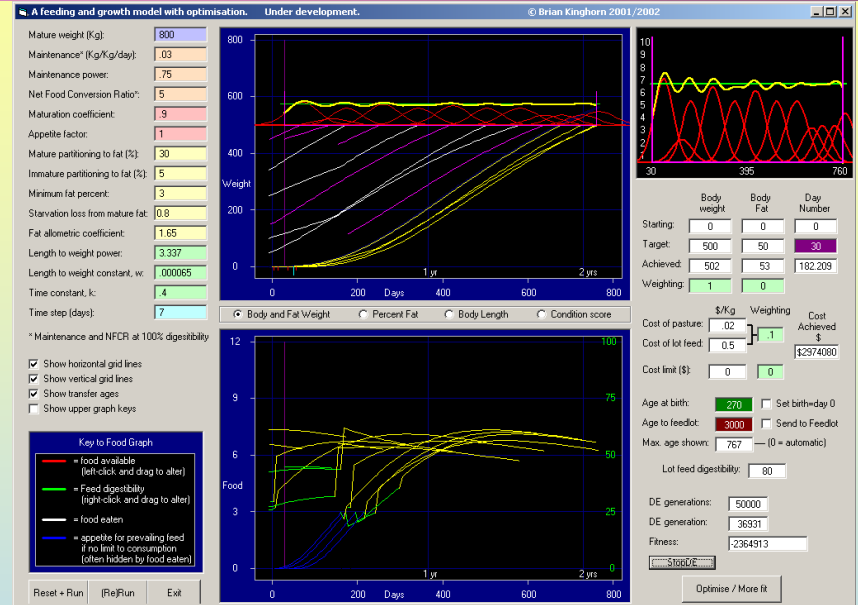 A feeding and growth model with optimisation. Under development. © Brian Kinghorn 2001/2002
Mature weight (Kg): 800
Maintenance* (Kg/Kg/day): .03
Maintenance power: .75
Net Food Conversion Ratio*: 5
Maturation coefficient: .9
Appetite factor: 1
Mature partitioning to fat (%): 30
Immature partitioning to fat (%): 5
Minimum fat percent: 3
Starvation loss from mature fat: 0.8
Fat allometric coefficient: 1.65
Length to weight power: 3.337
Length to weight constant, w: .000065
Time constant, k: .4
Time step (days): 7
* Maintenance and NFCR at 100% digesitibility
Show horizontal grid lines
Show vertical grid lines
Show transfer ages
Show upper graph keys
Key to Food Graph
= food available
(left-click and drag to alter)
= Feed digestibility
(right-click and drag to alter)
= food eaten
= appetite for prevailing feed
if no limit to consumption
(often hidden by food eaten)
Reset + Run (Re)Run Exit
800
600
400
Weight
200
0
1 yr 2 yrs
0 200 Days 400 600 800
Body and Fat Weight Percent Fat Body Length Condition score
12 100
9 75
6 50
Food
3 25
0 0
1 yr 2 yrs
0 200 Days 400 600 800
10
9
8
7
6
5
4
3
2
1
30 395 760
Body weight Body Fat Day Number
Starting: 0 0 0
Target: 500 50 30
Achieved: 502 53 182.209
Weighting: 1 0
$/Kg Weighting Cost Achieved $
Cost of pasture: .02 .1
Cost of lot feed: 0.5 $2974080
Cost limit ($): 0 0
Age at birth: 270 Set birth=day 0
Age to feedlot: 3000 Send to Feedlot
Max. age shown: 767 (0 = automatic)
Lot feed digestibility: 80
DE generations: 50000
DE generation: 36931
Fitness: -2364913
StopDE
Optimise / More fit